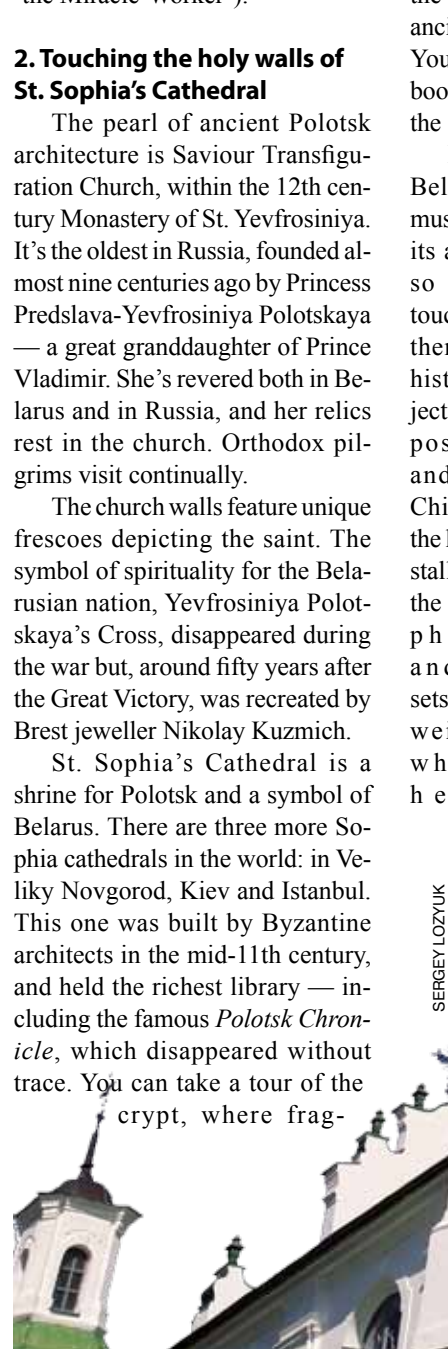 the Miracle-Worker”).
2. Touching the holy walls of
St. Sophia’s Cathedral
The pearl of ancient Polotsk
architecture is Saviour Transfigu-
ration Church, within the 12th cen-
tury Monastery of St. Yevfrosiniya.
It’s the oldest in Russia, founded al-
most nine centuries ago by Princess
Predslava-Yevfrosiniya Polotskaya
— a great granddaughter of Prince
Vladimir. She’s revered both in Be-
larus and in Russia, and her relics
rest in the church. Orthodox pil-
grims visit continually.
The church walls feature unique
frescoes depicting the saint. The
symbol of spirituality for the Bela-
rusian nation, Yevfrosiniya Polot-
skaya’s Cross, disappeared during
the war but, around fifty years after
the Great Victory, was recreated by
Brest jeweller Nikolay Kuzmich.
St. Sophia’s Cathedral is a
shrine for Polotsk and a symbol of
Belarus. There are three more So-
phia cathedrals in the world: in Ve-
liky Novgorod, Kiev and Istanbul.
This one was built by Byzantine
architects in the mid-11th century,
and held the richest library — in-
cluding the famous Polotsk Chron-
icle, which disappeared without
trace. You can take a tour of the
crypt, where frag-
anci
You
boo
the
Bel
mus
its a
so
touc
hist
ject
pos
and
Chi
the
stal
the
ph
and
sets
wei
wh
he
SERGEY LOZYUK